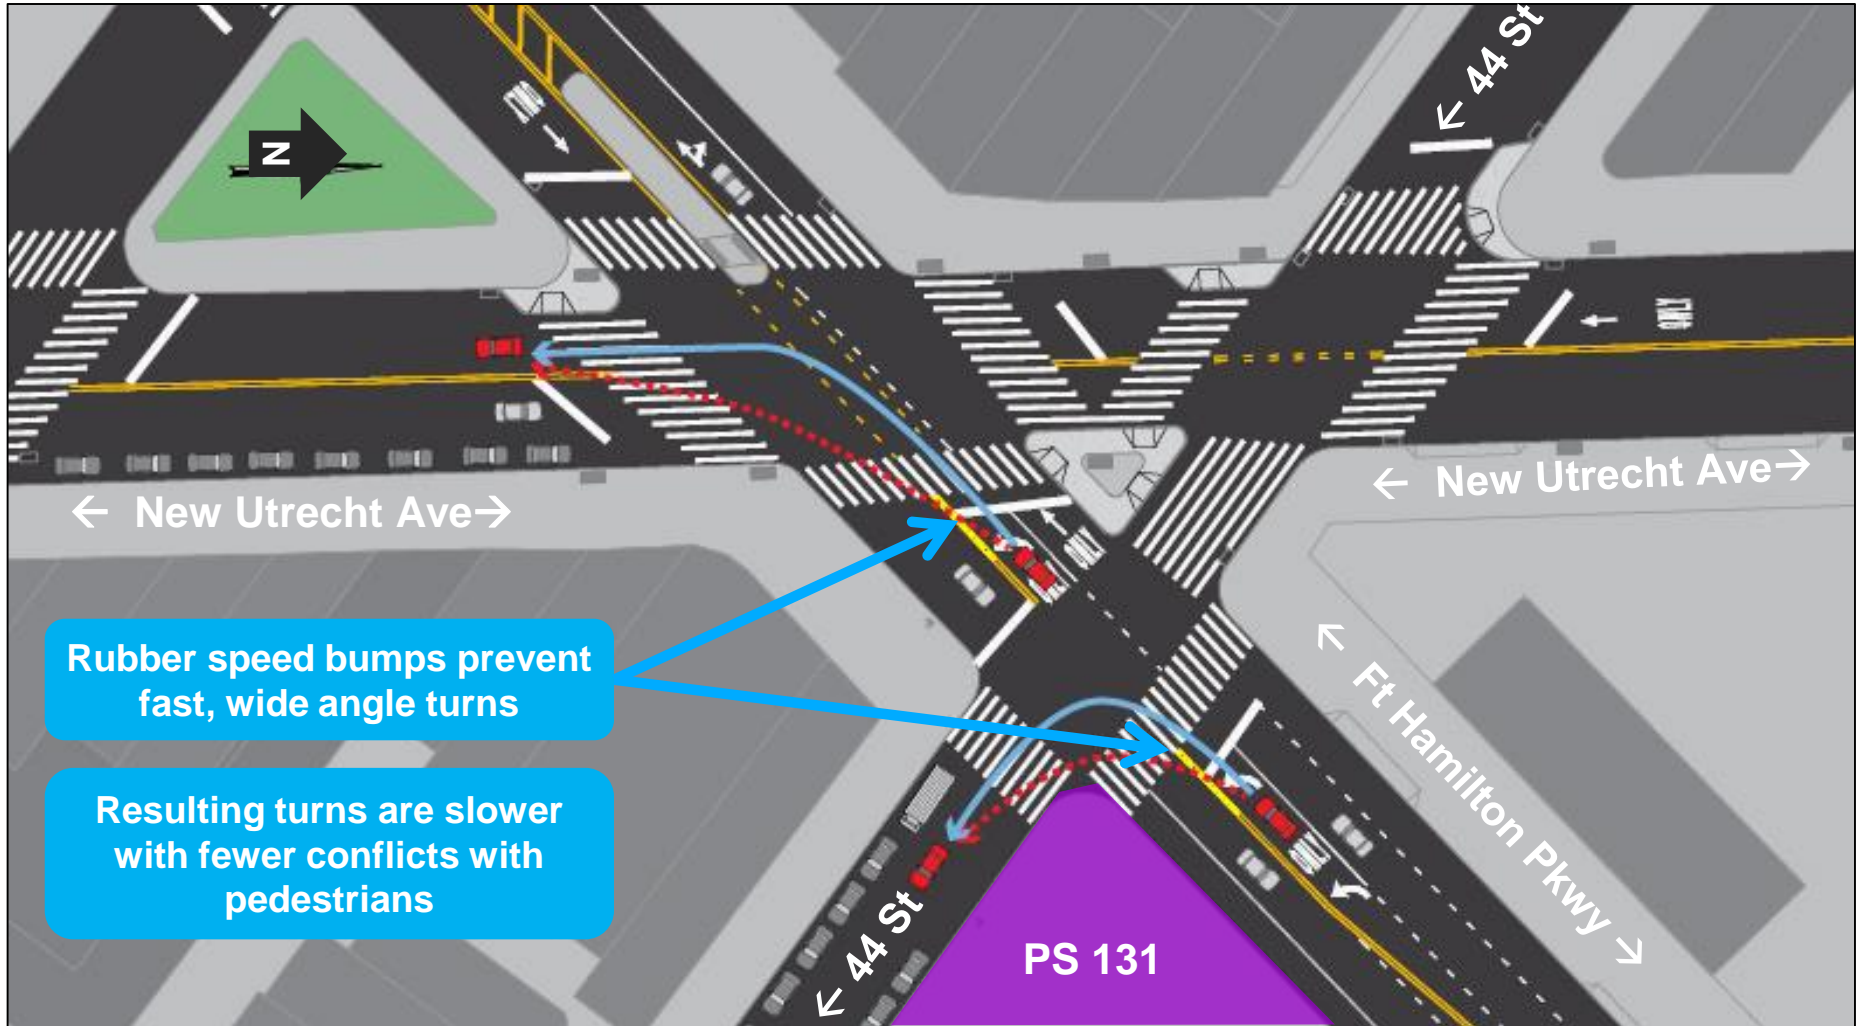 44 St
N
New Utrecht Ave
New Utrecht Ave
ONLY
Rubber speed bumps prevent
fast, wide angle turns
Ft Hamilton Pkwy
Resulting turns are slower
with fewer conflicts with
pedestrians
44 St
PS 131